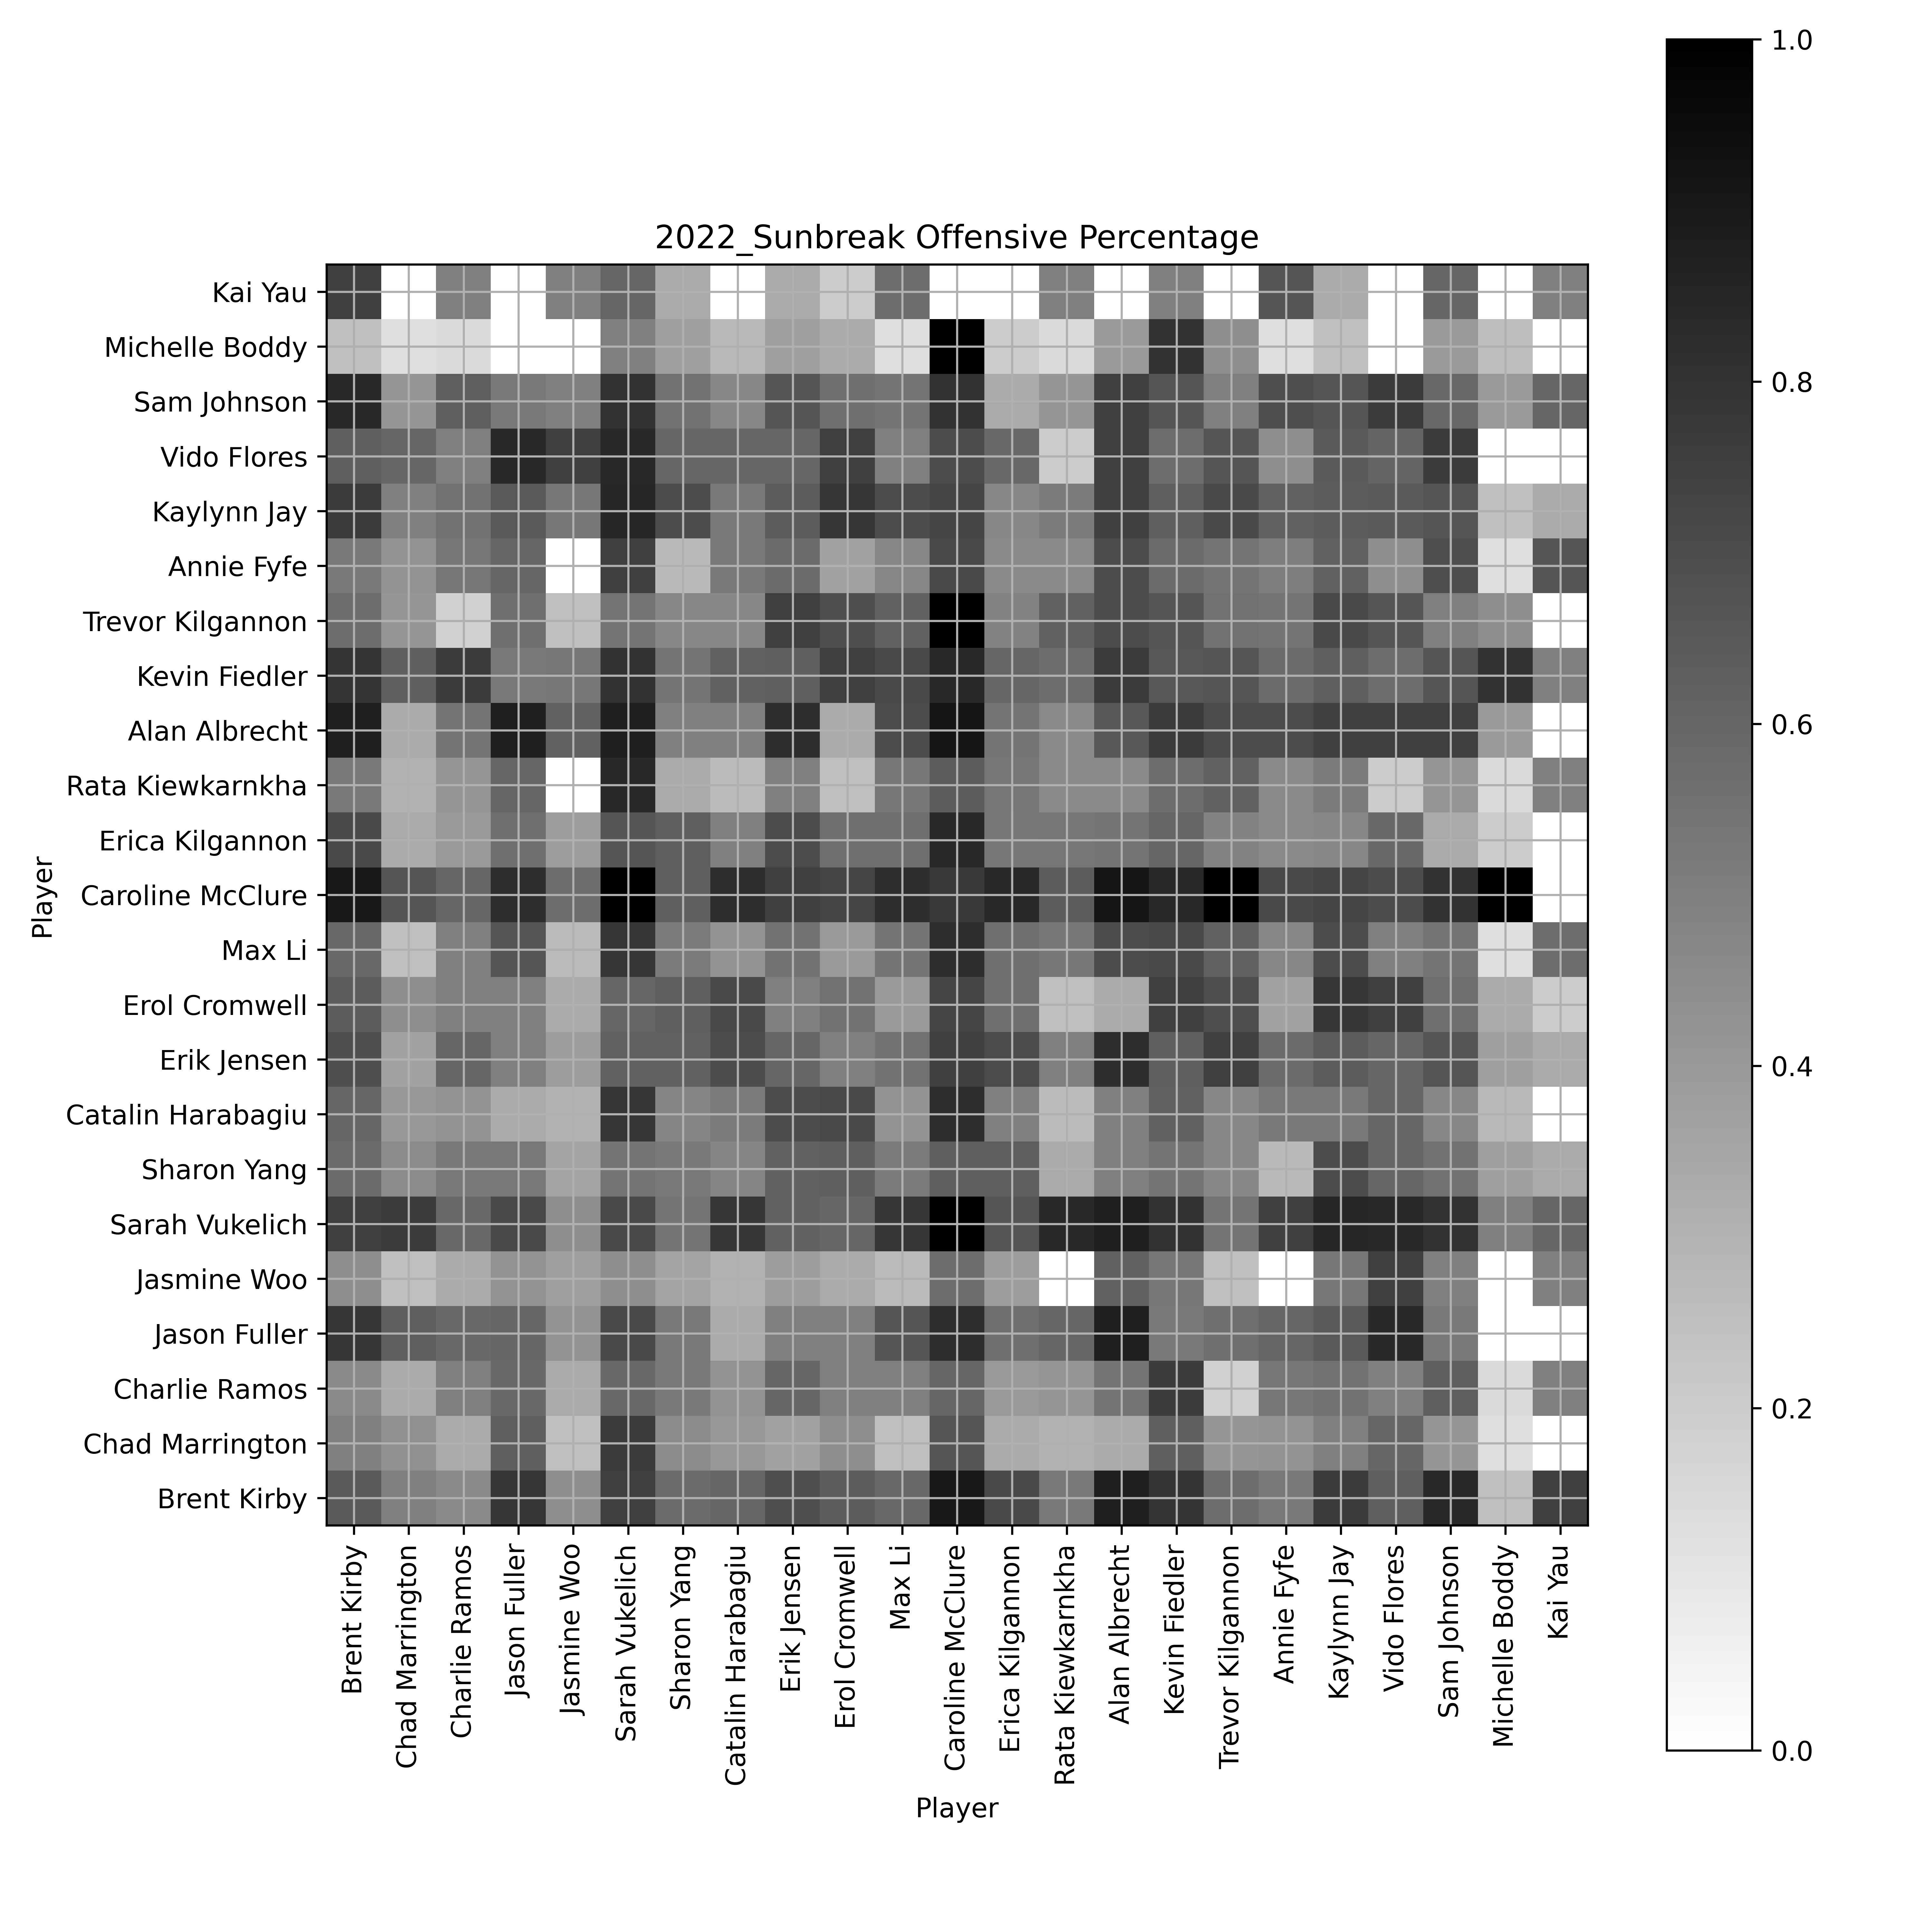 2022_Sunbreak Offensive Percentage
Kai Yau
Michelle Boddy
Sam Johnson
Vido Flores
Kaylynn Jay
Annie Fyfe
Trevor Kilgannon
Kevin Fiedler
Alan Albrecht
Rata Kiewkarnkha
Erica Kilgannon
Caroline McClure
Max Li
Erol Cromwell
Erik Jensen
Catalin Harabagiu
Sharon Yang
Sarah Vukelich
Jasmine Woo
Jason Fuller
Charlie Ramos
Chad Marrington
Brent Kirby
Player
Brent Kirby
Chad Marrington
Charlie Ramos
Jason Fuller
Jasmine Woo
Sarah Vukelich
Sharon Yang
Catalin Harabagiu
Erik Jensen
Erol Cromwell
Max Li
Caroline McClure
Erica Kilgannon
Rata Kiewkarnkha
Alan Albrecht
Kevin Fiedler
Trevor Kilgannon
Annie Fyfe
Kaylynn Jay
Vido Flores
Sam Johnson
Michelle Boddy
Kai Yau
Player
1.0
0.8
0.6
0.4
0.2
0.0